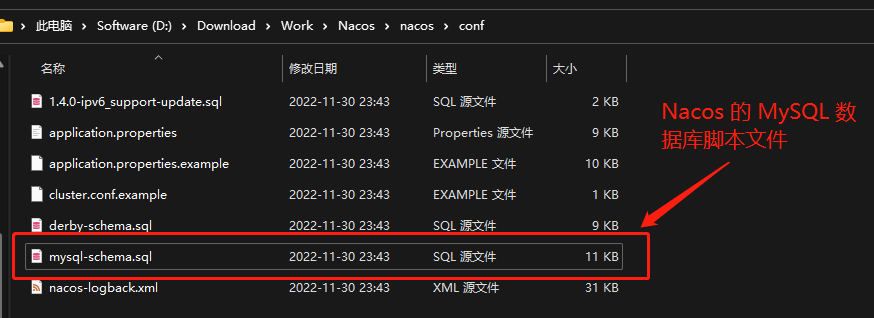 此电脑 > Software (D:) > Download > Work > Nacos > nacos > conf
名称 修改日期 类型 大小
1.4.0-ipv6_support-update.sql 2022-11-30 23:43 SQL 源文件 2 KB
application.properties 2022-11-30 23:43 Properties 源文件 9 KB
application.properties.example 2022-11-30 23:43 EXAMPLE 文件 10 KB
cluster.conf.example 2022-11-30 23:43 EXAMPLE 文件 1 KB
derby-schema.sql 2022-11-30 23:43 SQL 源文件 9 KB
mysql-schema.sql 2022-11-30 23:43 SQL 源文件 11 KB
nacos-logback.xml 2022-11-30 23:43 XML 源文件 31 KB
Nacos 的 MySQL 数
据库脚本文件